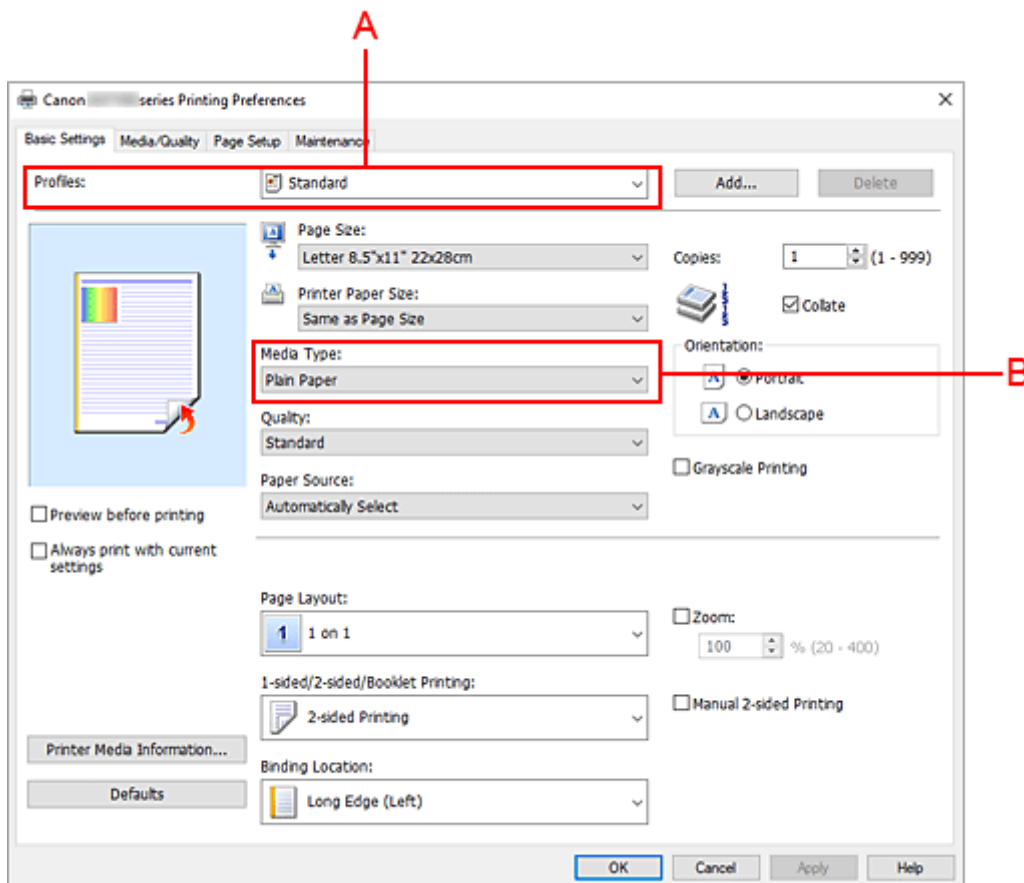 A
Canon series Printing Preferences
Basic Settings Media/Quality Page Setup Maintenance
Profiles: Standard Add... Delete
Page Size:
Letter 8.5"x11" 22x28cm Copies: 1 (1 - 999)
Printer Paper Size:
Same as Page Size Collate
Media Type: Orientation:
Plain Paper A Portrait B
Quality: A Landscape
Standard
Grayscale Printing
Paper Source:
Automatically Select
Preview before printing
Always print with current
settings
Page Layout:
1 1 on 1 Zoom:
100 % (20 - 400)
1-sided/2-sided/Booklet Printing:
2-sided Printing Manual 2-sided Printing
Printer Media Information...
Binding Location:
Defaults Long Edge (Left)
OK Cancel Apply Help